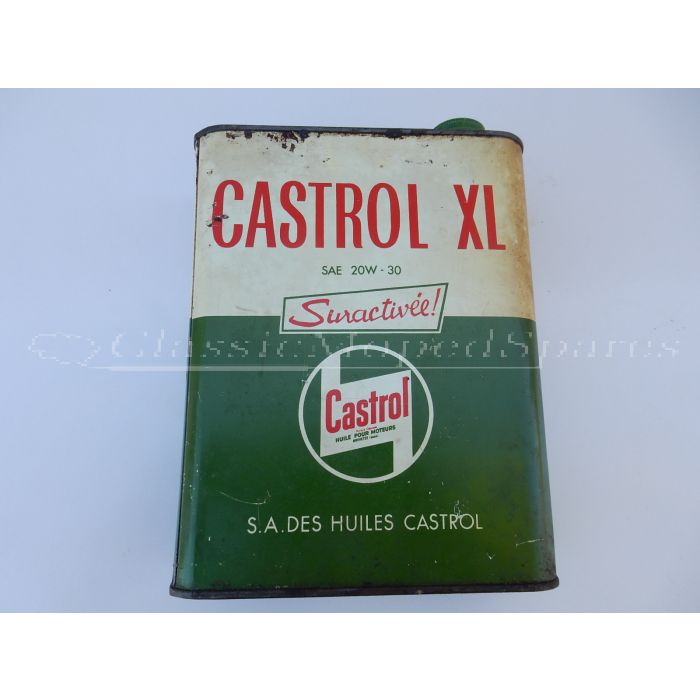 CASTROL XL
SAE 20W-30
Suractivée!
ClassicMopedSpares
Castrol
HUILE POUR MOTEURS
S.A. DES HUILES CASTROL